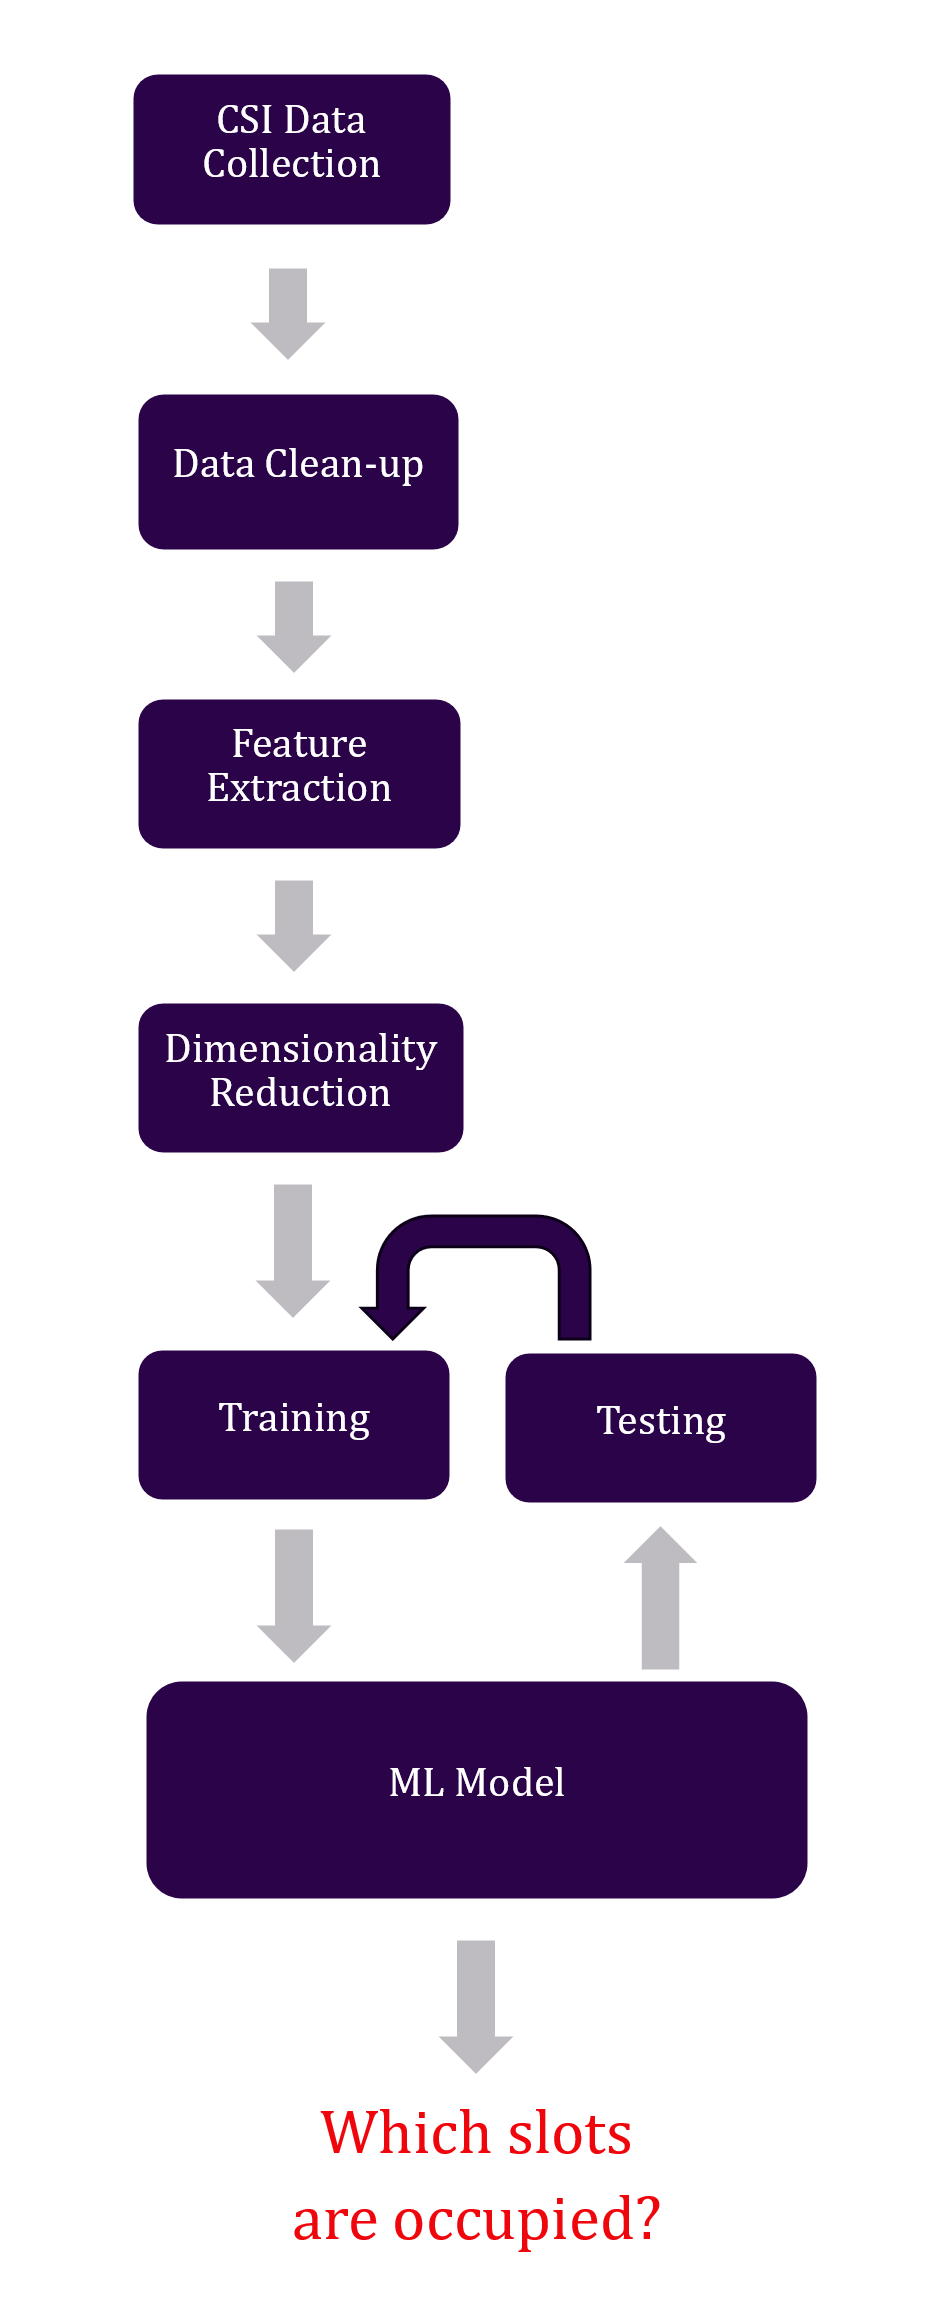 CSI Data
Collection
Data Clean-up
Feature
Extraction
Dimensionality
Reduction
Training
Testing
ML Model
Which slots
are occupied?